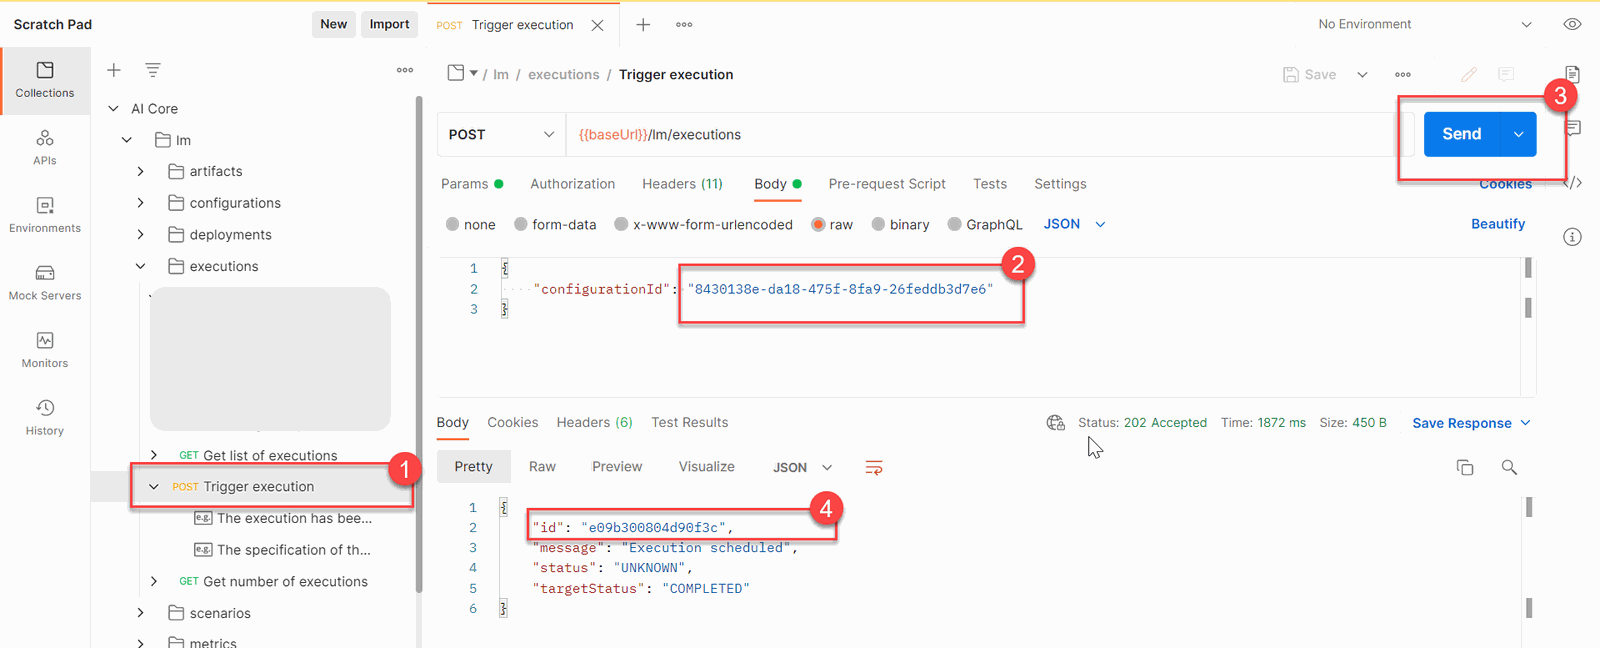 Scratch Pad
New
Import
POST Trigger execution
No Environment
Collections
APIs
Environments
Mock Servers
Monitors
History
AI Core
lm
artifacts
configurations
deployments
executions
GET Get list of executions
1
POST Trigger execution
e.g. The execution has bee...
e.g. The specification of th...
GET Get number of executions
scenarios
metrics
/ lm / executions / Trigger execution
Save
3
POST
{{baseUrl}}/lm/executions
Send
Params
Authorization
Headers (11)
Body
Pre-request Script
Tests
Settings
Cookies
none
form-data
x-www-form-urlencoded
raw
binary
GraphQL
JSON
Beautify
2
1 {
2 "configurationId": "8430138e-da18-475f-8fa9-26feddb3d7e6"
3 }
Body
Cookies
Headers (6)
Test Results
Status: 202 Accepted
Time: 1872 ms
Size: 450 B
Save Response
Pretty
Raw
Preview
Visualize
JSON
4
1 {
2 "id": "e09b300804d90f3c",
3 "message": "Execution scheduled",
4 "status": "UNKNOWN",
5 "targetStatus": "COMPLETED"
6 }